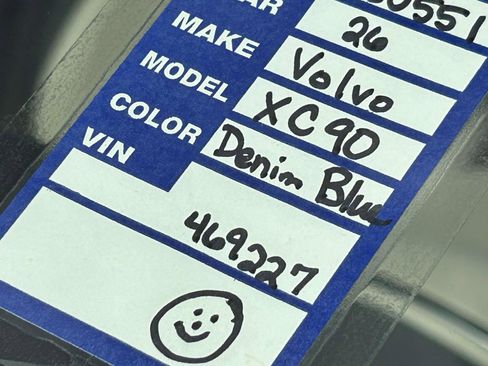 26
MAKE Volvo
MODEL XC90
COLOR Denim Blue
VIN
469227